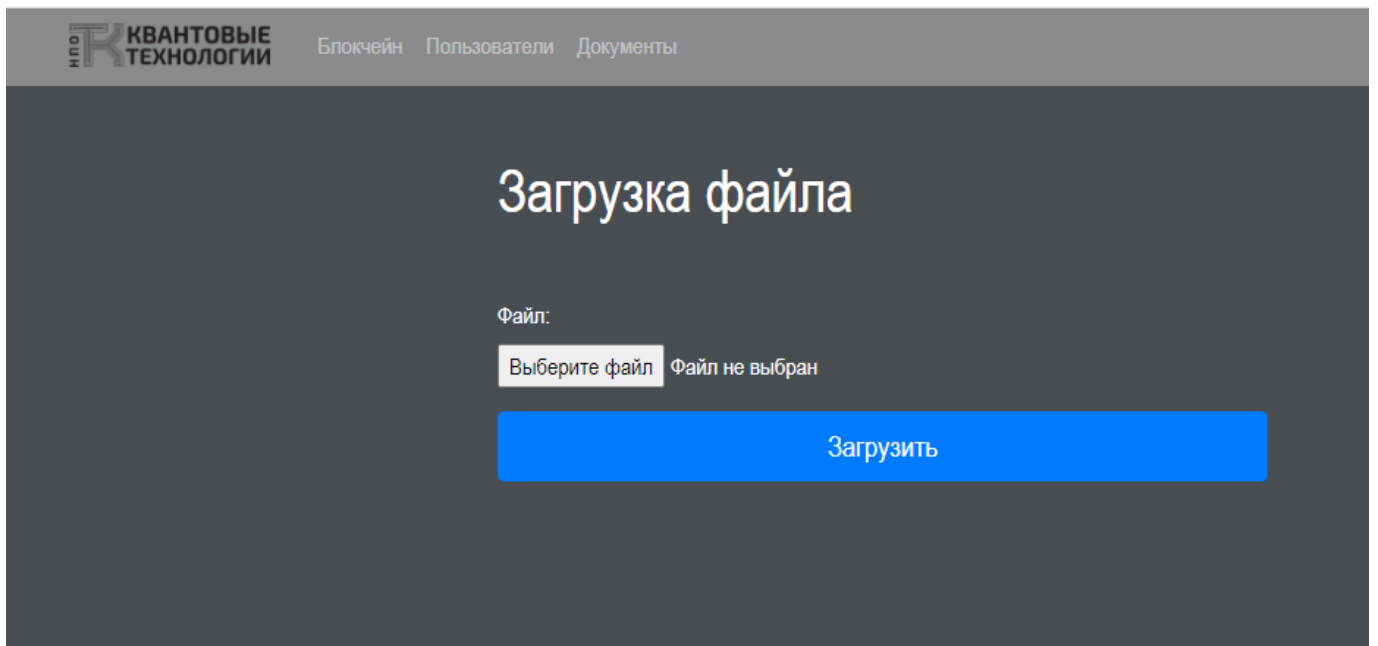 НПО
КВАНТОВЫЕ
ТЕХНОЛОГИИ
Блокчейн Пользователи Документы
Загрузка файла
Файл:
Выберите файл Файл не выбран
Загрузить